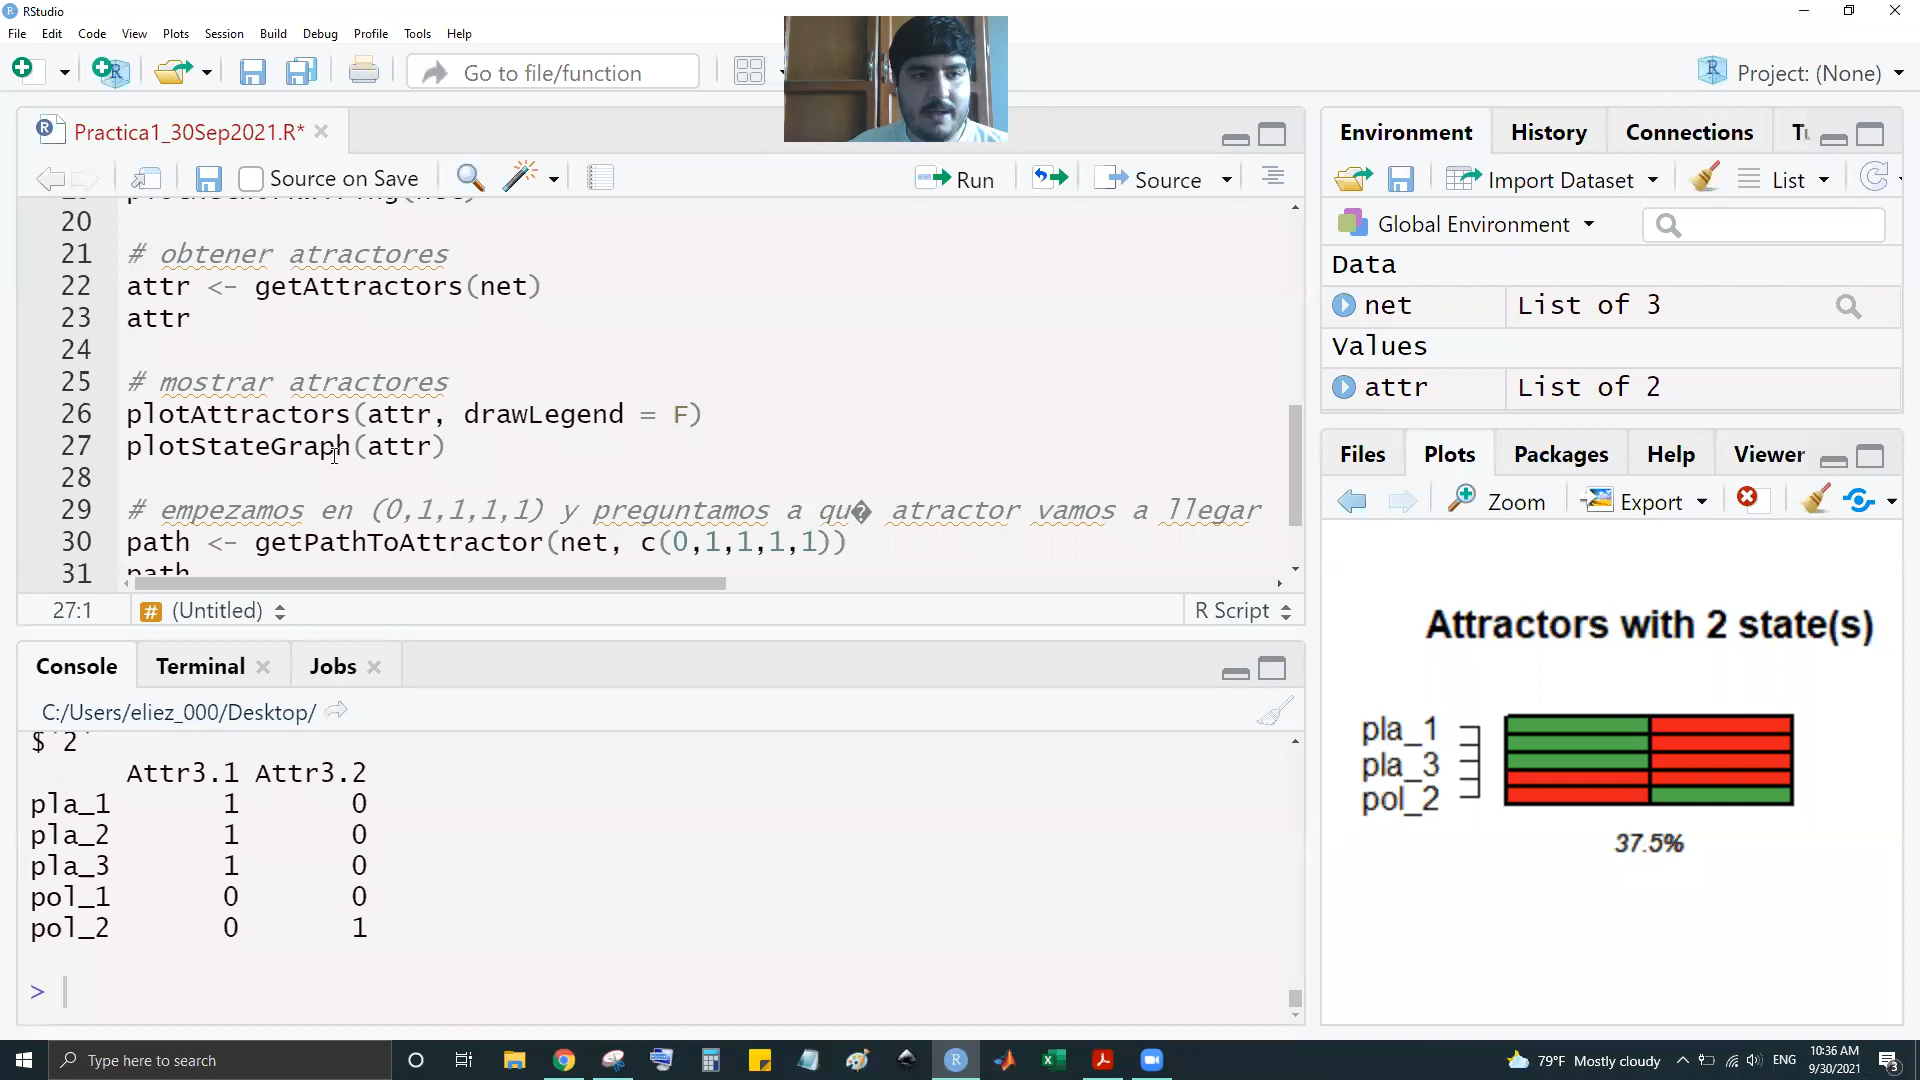 RStudio
File Edit Code View Plots Session Build Debug Profile Tools Help
Go to file/function
Project: (None)
Practica1_30Sep2021.R*
Source on Save
Run
Source
20
21 # obtener atractores
22 attr <- getAttractors(net)
23 attr
24
25 # mostrar atractores
26 plotAttractors(attr, drawLegend = F)
27 plotStateGraph(attr)
28
29 # empezamos en (0,1,1,1,1) y preguntamos a qu� atractor vamos a llegar
30 path <- getPathToAttractor(net, c(0,1,1,1,1))
31 path
27:1
# (Untitled)
R Script
Console Terminal Jobs
C:/Users/eliez_000/Desktop/
$`2`
Attr3.1 Attr3.2
pla_1 1 0
pla_2 1 0
pla_3 1 0
pol_1 0 0
pol_2 0 1
>
Environment History Connections
Import Dataset
List
Global Environment
Data
net List of 3
Values
attr List of 2
Files Plots Packages Help Viewer
Zoom Export
Attractors with 2 state(s)
pla_1
pla_3
pol_2
37.5%
Type here to search
79°F Mostly cloudy
ENG
10:36 AM
9/30/2021
3